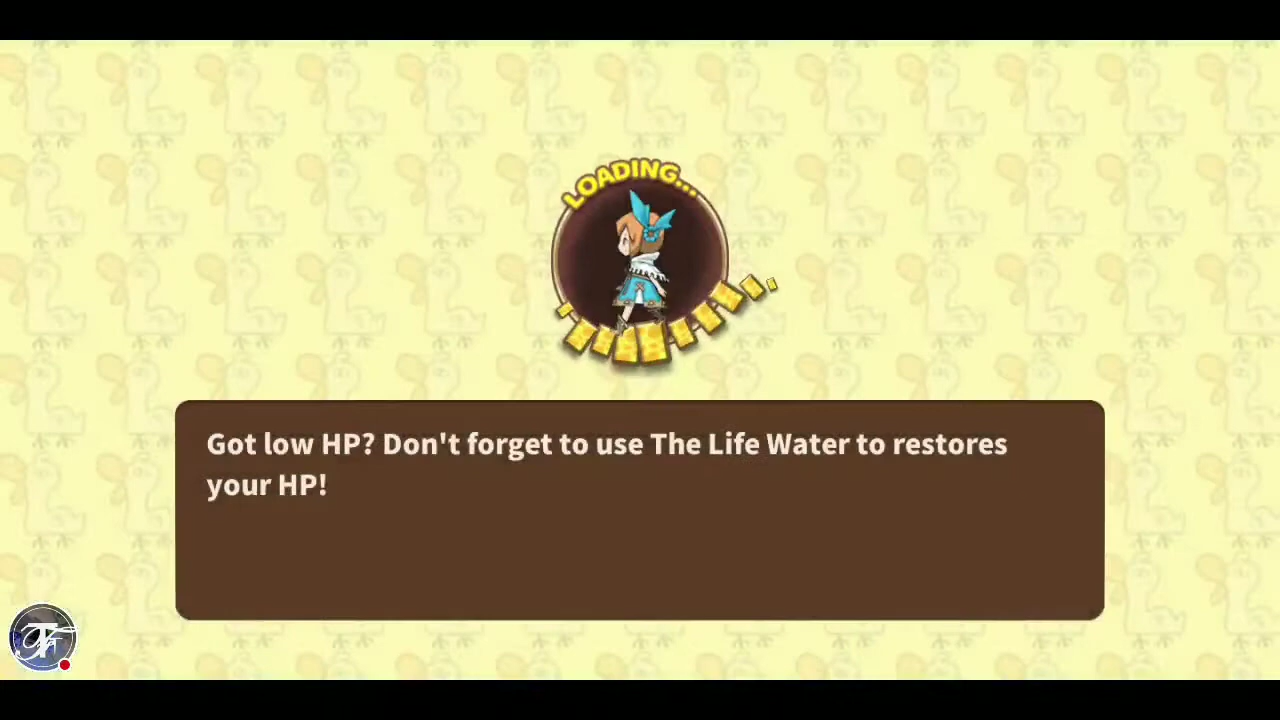 LOADING...
Got low HP? Don't forget to use The Life Water to restores
your HP!